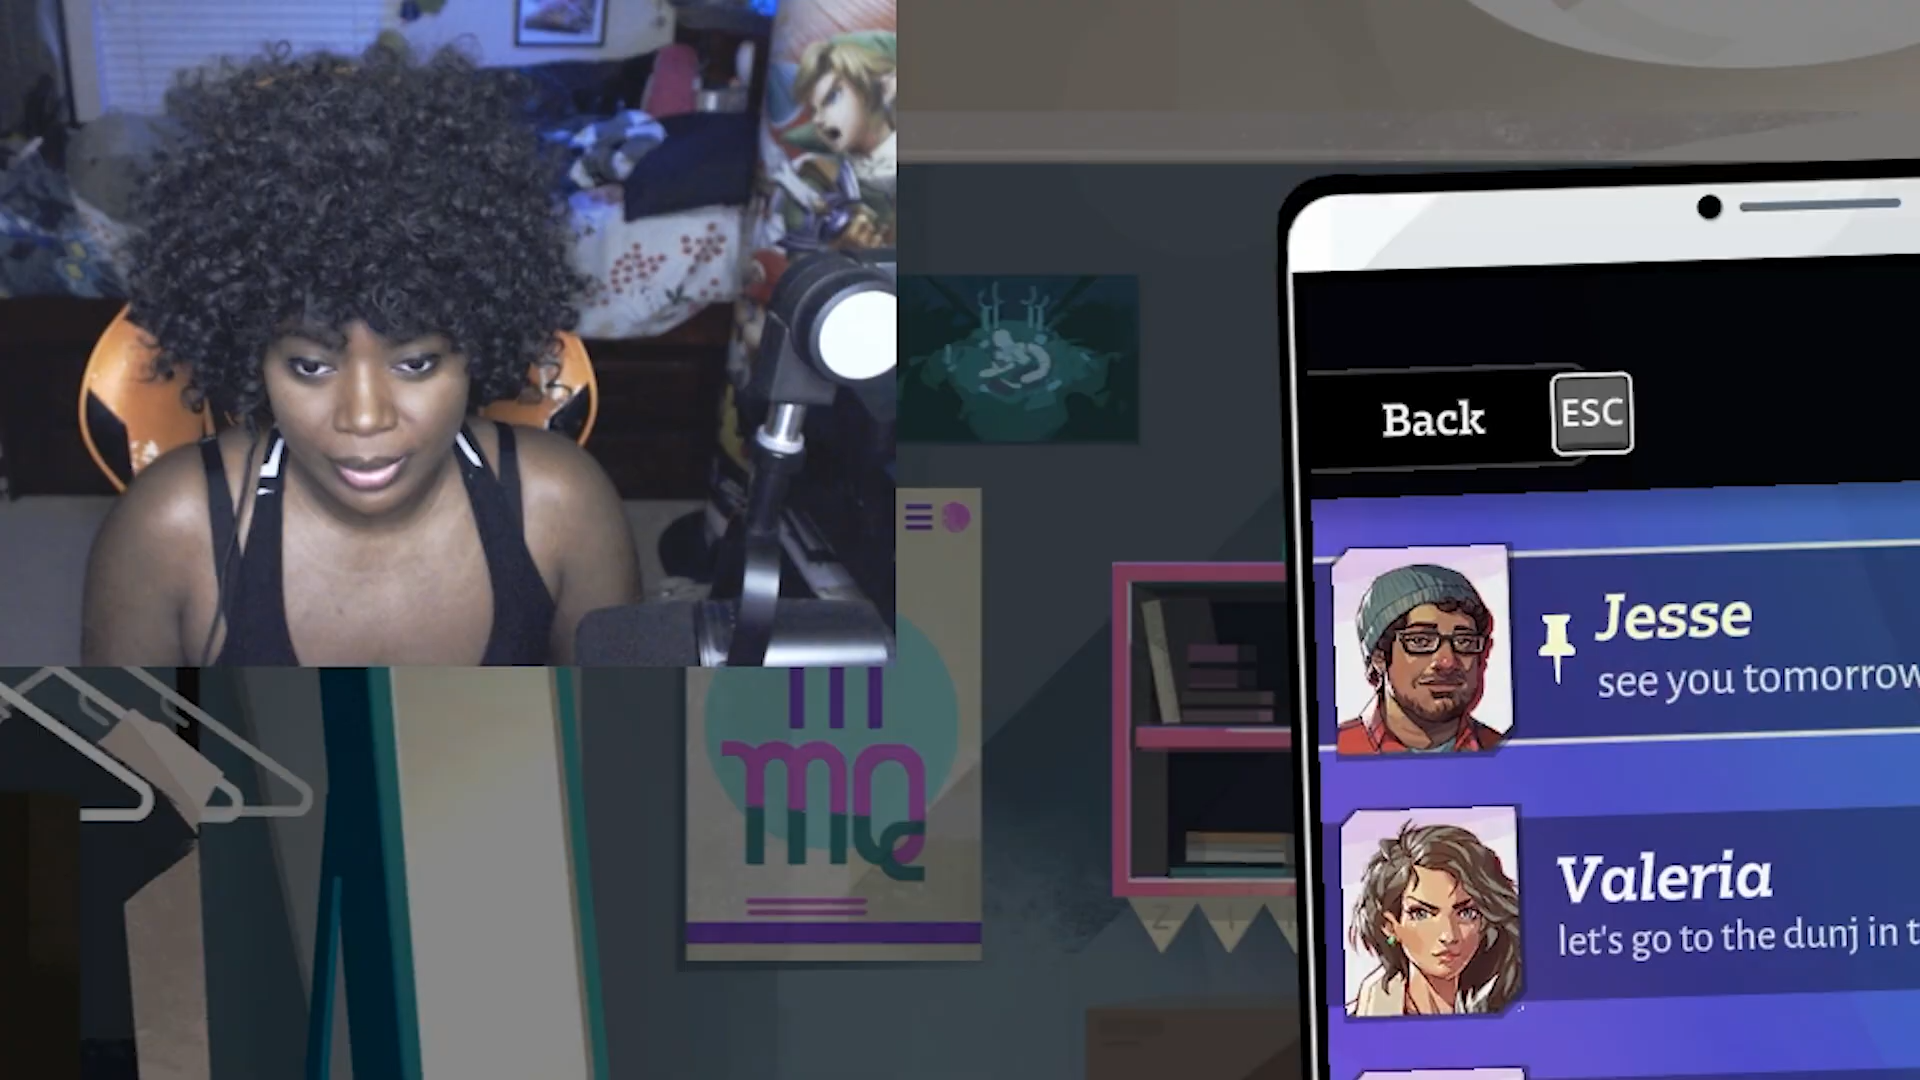 Back ESC
Jesse
see you tomorrow
Valeria
let's go to the dunj in t
Z I